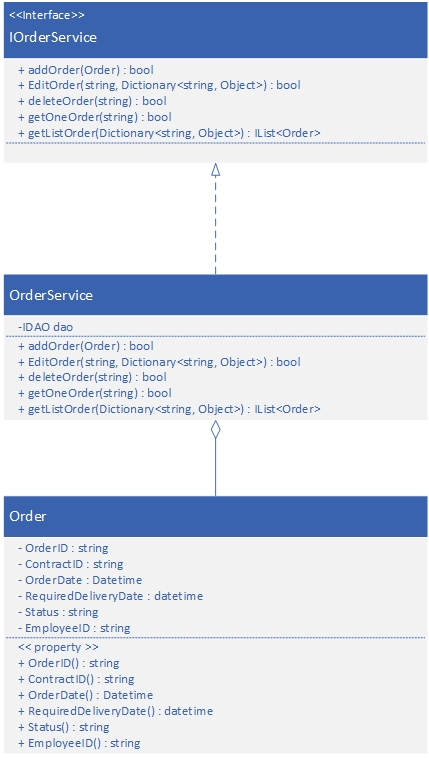 <<Interface>>
IOrderService
+ addOrder(Order) : bool
+ EditOrder(string, Dictionary<string, Object>) : bool
+ deleteOrder(string) : bool
+ getOneOrder(string) : bool
+ getListOrder(Dictionary<string, Object>) : IList<Order>
OrderService
-IDAO dao
+ addOrder(Order) : bool
+ EditOrder(string, Dictionary<string, Object>) : bool
+ deleteOrder(string) : bool
+ getOneOrder(string) : bool
+ getListOrder(Dictionary<string, Object>) : IList<Order>
Order
- OrderID : string
- ContractID : string
- OrderDate : Datetime
- RequiredDeliveryDate : datetime
- Status : string
- EmployeeID : string
<< property >>
+ OrderID() : string
+ ContractID() : string
+ OrderDate() : Datetime
+ RequiredDeliveryDate() : datetime
+ Status() : string
+ EmployeeID() : string